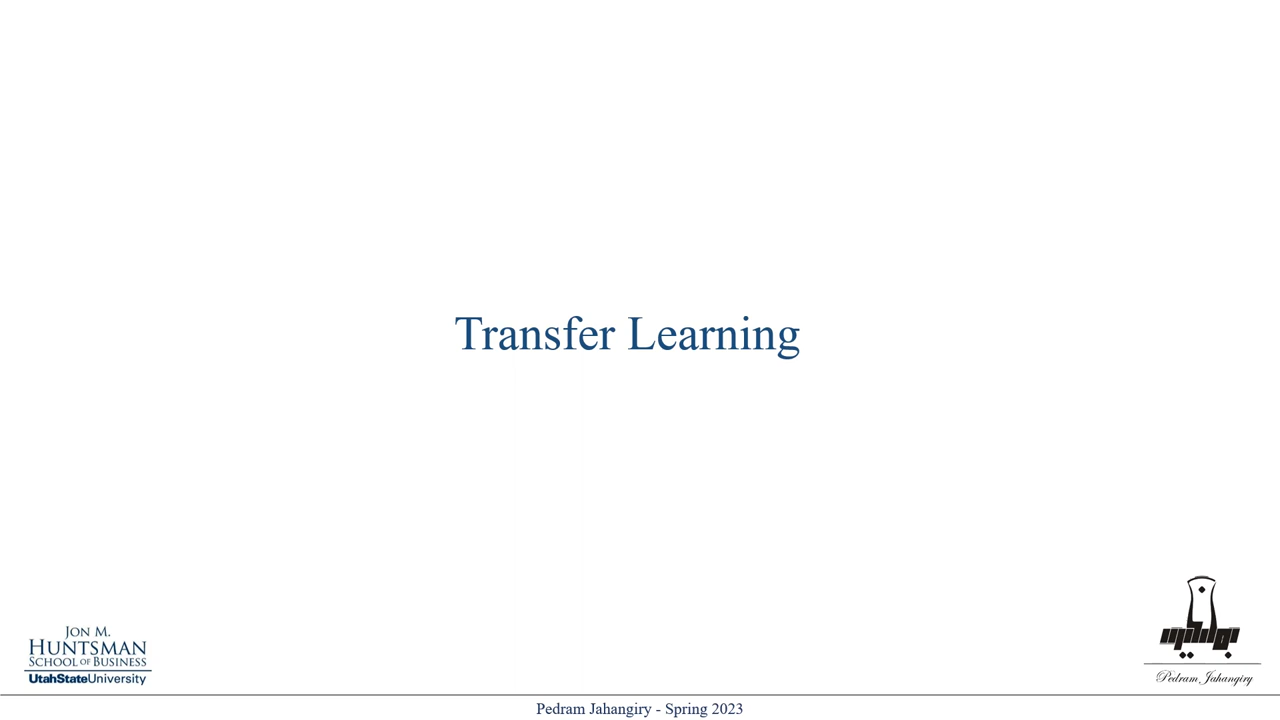 Transfer Learning
JON M.
HUNTSMAN
SCHOOL OF BUSINESS
UtahStateUniversity
Pedram Jahangiry
Pedram Jahangiry - Spring 2023